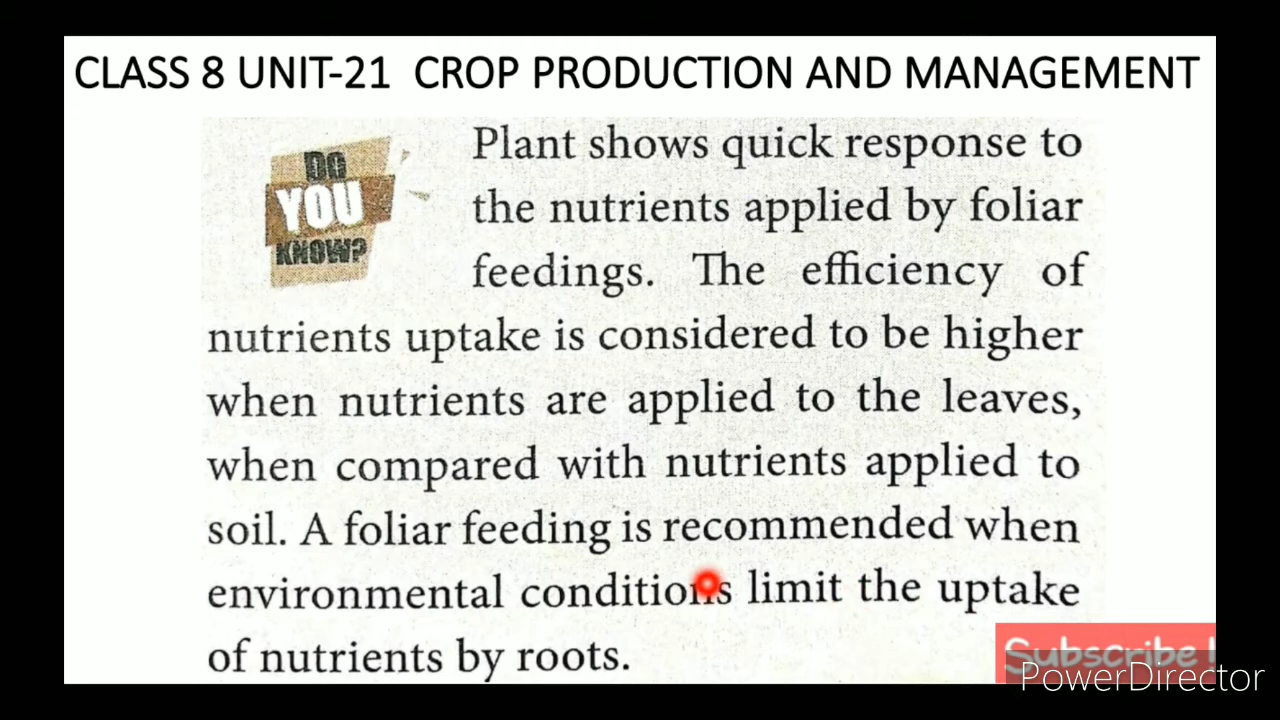 CLASS 8 UNIT-21 CROP PRODUCTION AND MANAGEMENT
DO
YOU
KNOW?
Plant shows quick response to
the nutrients applied by foliar
feedings. The efficiency of
nutrients uptake is considered to be higher
when nutrients are applied to the leaves,
when compared with nutrients applied to
soil. A foliar feeding is recommended when
environmental conditions limit the uptake
of nutrients by roots.
Subscribe !
PowerDirector